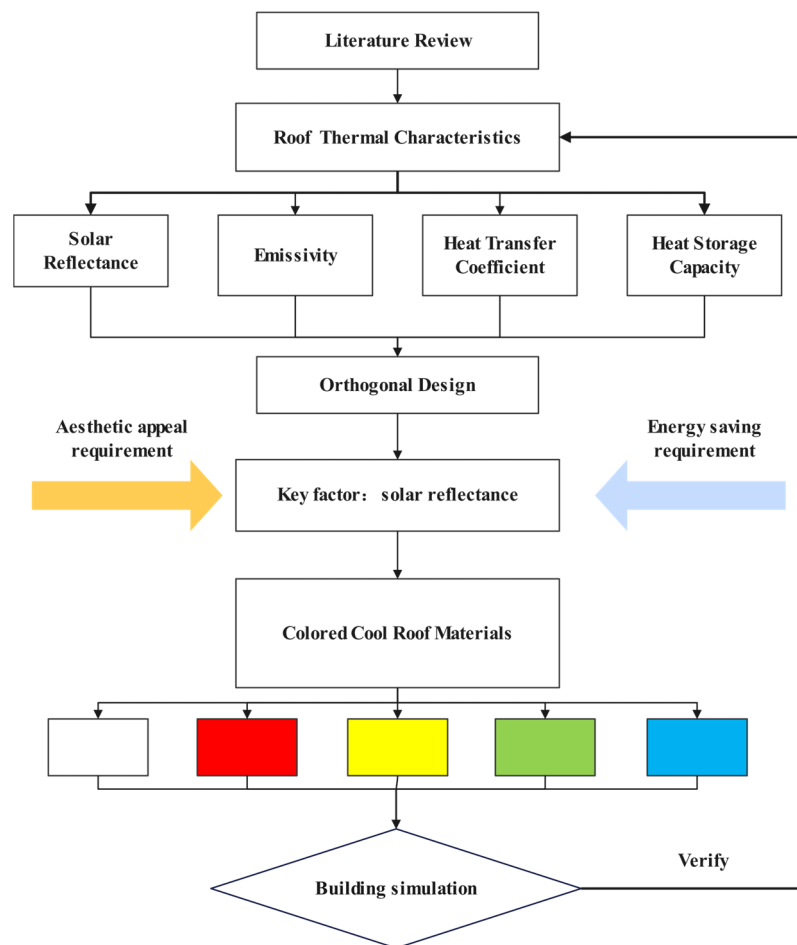 Literature Review
Roof Thermal Characteristics
Solar
Reflectance
Emissivity
Heat Transfer
Coefficient
Heat Storage
Capacity
Orthogonal Design
Aesthetic appeal
requirement
Energy saving
requirement
Key factor： solar reflectance
Colored Cool Roof Materials
Building simulation
Verify